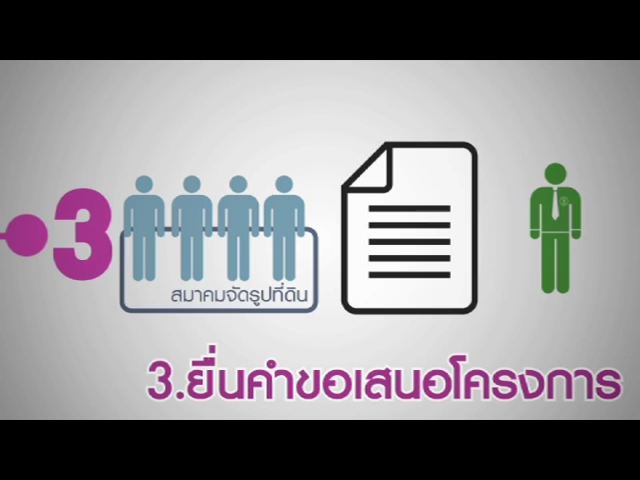 3
สมาคมจัดรูปที่ดิน
3.ยื่นคำขอเสนอโครงการ